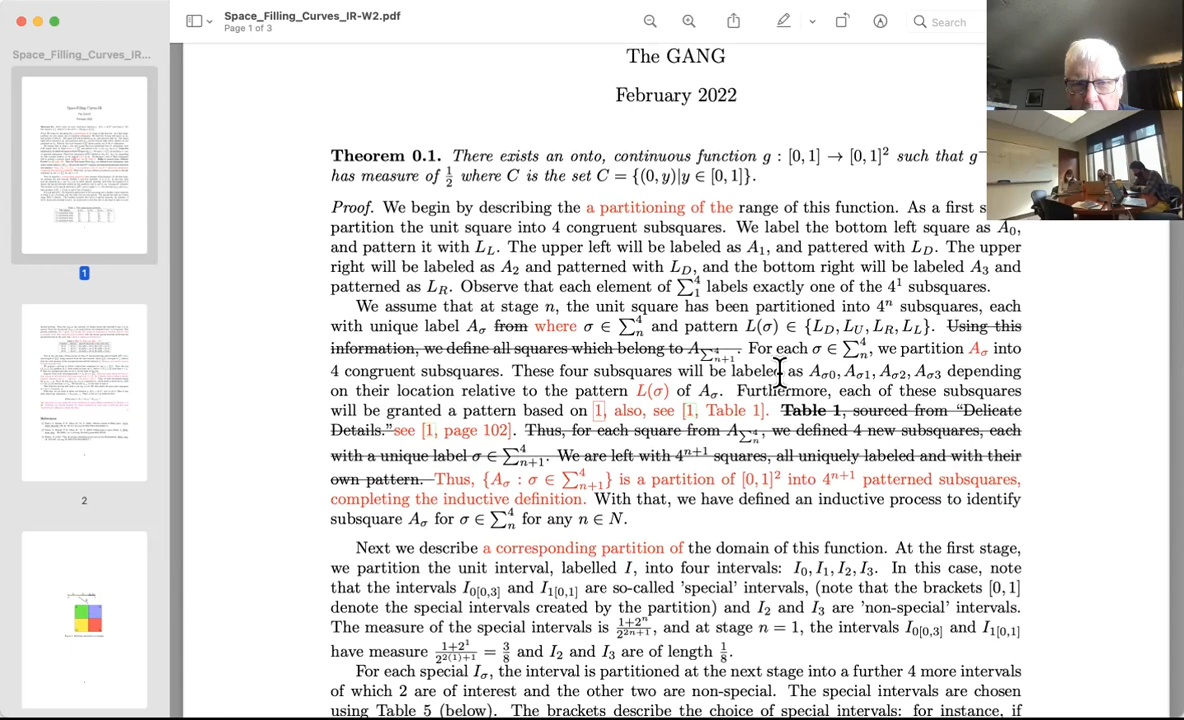 Space_Filling_Curves_IR-W2.pdf
Page 1 of 3
Search
Space_Filling_Curves_IR...
1
2
The GANG
February 2022
Theorem 0.1. There exists an onto, continuous function g : [0, 1] → [0, 1]² such that g⁻
has measure of ½ where C is the set C = {(0, y)|y ∈ [0, 1]}.
Proof. We begin by describing the a partitioning of the range of this function. As a first s
partition the unit square into 4 congruent subsquares. We label the bottom left square as A₀,
and pattern it with L_L. The upper left will be labeled as A₁, and pattered with L_D. The upper
right will be labeled as A₂ and patterned with L_D, and the bottom right will be labeled A₃ and
patterned as L_R. Observe that each element of ∑₁⁴ labels exactly one of the 4¹ subsquares.
We assume that at stage n, the unit square has been partitioned into 4ⁿ subsquares, each
with unique label A_σ from where σ ∈ ∑ₙ⁴ and pattern L(σ) ∈ {L_D, L_U, L_R, L_L}. Using this
information, we define all squares which belong to A_∑ₙ₊₁⁴. For each σ ∈ ∑ₙ⁴, we partition A_σ into
4 congruent subsquares. These four subsquares will be labeled as A_σ0, A_σ1, A_σ2, A_σ3 depending
on their location relative to the pattern L(σ) of A_σ. Furthermore, each of these subsquares
will be granted a pattern based on [1], also, see [1, Table 1]. Table 1, sourced from “Delicate
Deals.”see [1, page 102]. Thus, for each square from A_∑ₙ⁴, we defined 4 new subsquares, each
with a unique label σ ∈ ∑ₙ₊₁⁴. We are left with 4ⁿ⁺¹ squares, all uniquely labeled and with their
own pattern. Thus, {A_σ : σ ∈ ∑ₙ₊₁⁴} is a partition of [0, 1]² into 4ⁿ⁺¹ patterned subsquares,
completing the inductive definition. With that, we have defined an inductive process to identify
subsquare A_σ for σ ∈ ∑ₙ⁴ for any n ∈ N.
Next we describe a corresponding partition of the domain of this function. At the first stage,
we partition the unit interval, labelled I, into four intervals: I₀, I₁, I₂, I₃. In this case, note
that the intervals I_0[0,3] and I_1[0,1] are so-called 'special' intervals, (note that the brackets [0, 1]
denote the special intervals created by the partition) and I₂ and I₃ are 'non-special' intervals.
The measure of the special intervals is (1+2ⁿ)/(2²ⁿ⁺¹), and at stage n = 1, the intervals I_0[0,3] and I_1[0,1]
have measure (1+2¹)/(2²⁽¹⁾⁺¹) = 3/8 and I₂ and I₃ are of length 1/8.
For each special I_σ, the interval is partitioned at the next stage into a further 4 more intervals
of which 2 are of interest and the other two are non-special. The special intervals are chosen
using Table 5 (below). The brackets describe the choice of special intervals: for instance, if